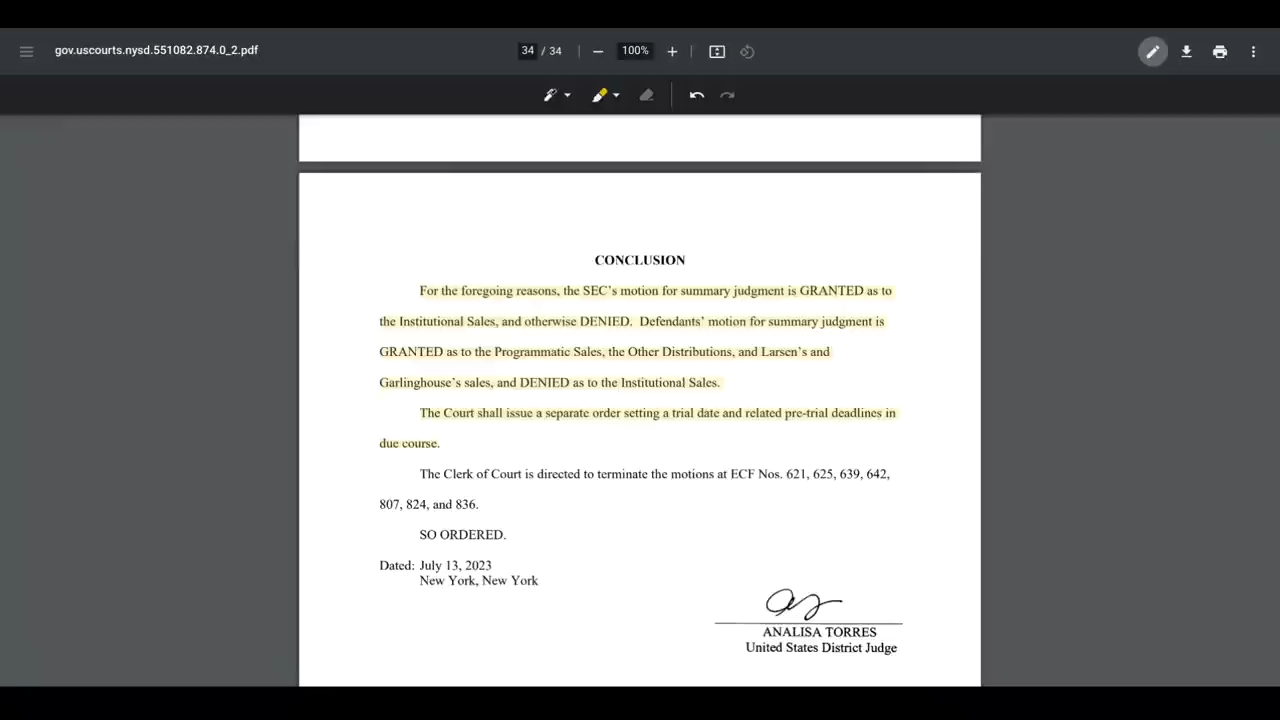 gov.uscourts.nysd.551082.874.0_2.pdf
34 / 34
100%
CONCLUSION
For the foregoing reasons, the SEC's motion for summary judgment is GRANTED as to
the Institutional Sales, and otherwise DENIED. Defendants' motion for summary judgment is
GRANTED as to the Programmatic Sales, the Other Distributions, and Larsen's and
Garlinghouse's sales, and DENIED as to the Institutional Sales.
The Court shall issue a separate order setting a trial date and related pre-trial deadlines in
due course.
The Clerk of Court is directed to terminate the motions at ECF Nos. 621, 625, 639, 642,
807, 824, and 836.
SO ORDERED.
Dated: July 13, 2023
New York, New York
ANALISA TORRES
United States District Judge